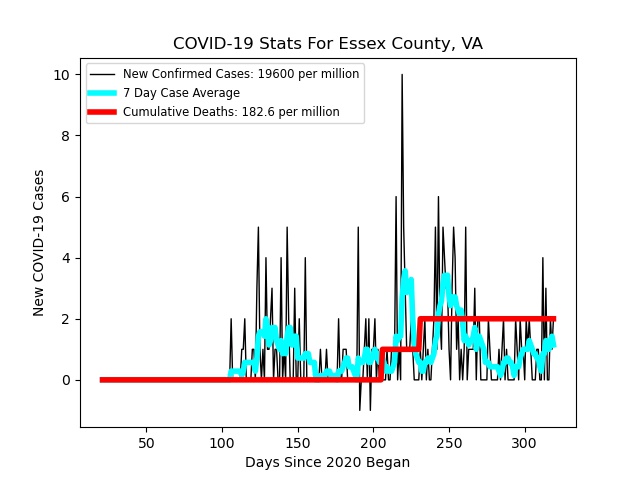 COVID-19 Stats For Essex County, VA
New Confirmed Cases: 19600 per million
7 Day Case Average
Cumulative Deaths: 182.6 per million
New COVID-19 Cases
10
8
6
4
2
0
50
100
150
200
250
300
Days Since 2020 Began